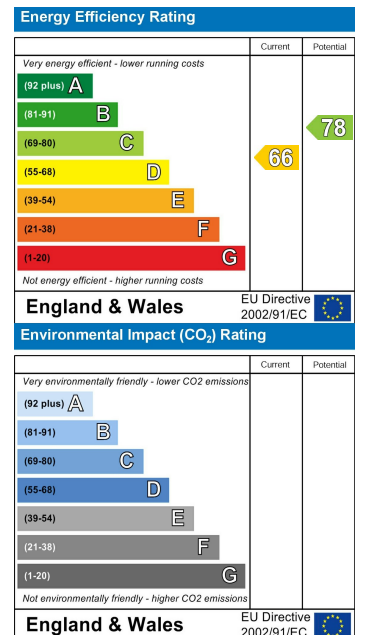 Energy Efficiency Rating
Current Potential
Very energy efficient - lower running costs
(92 plus) A
(81-91) B
(69-80) C
(55-68) D
(39-54) E
(21-38) F
(1-20) G
66
78
Not energy efficient - higher running costs
England & Wales
EU Directive
2002/91/EC
Environmental Impact (CO₂) Rating
Current Potential
Very environmentally friendly - lower CO2 emissions
(92 plus) A
(81-91) B
(69-80) C
(55-68) D
(39-54) E
(21-38) F
(1-20) G
Not environmentally friendly - higher CO2 emissions
England & Wales
EU Directive
2002/91/EC